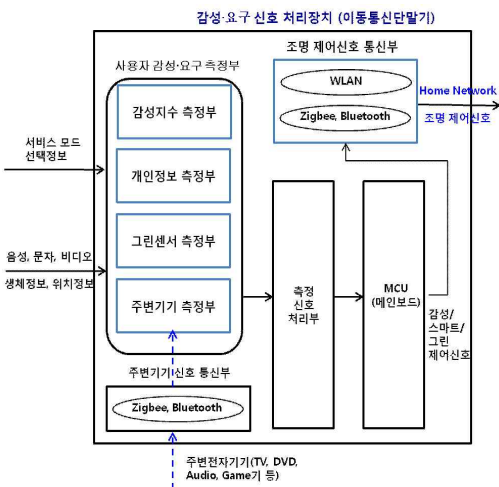 감성·요구 신호 처리장치 (이동통신단말기)
사용자 감성·요구 측정부
조명 제어신호 통신부
WLAN
Zigbee, Bluetooth
Home Network
조명 제어신호
감성지수 측정부
서비스 모드
선택정보
개인정보 측정부
그린센서 측정부
음성, 문자, 비디오
생체정보, 위치정보
주변기기 측정부
측정
신호
처리부
MCU
(메인보드)
감성/
스마트/
그린
제어신호
주변기기 신호 통신부
Zigbee, Bluetooth
주변전자기기(TV, DVD,
Audio, Game기 등)